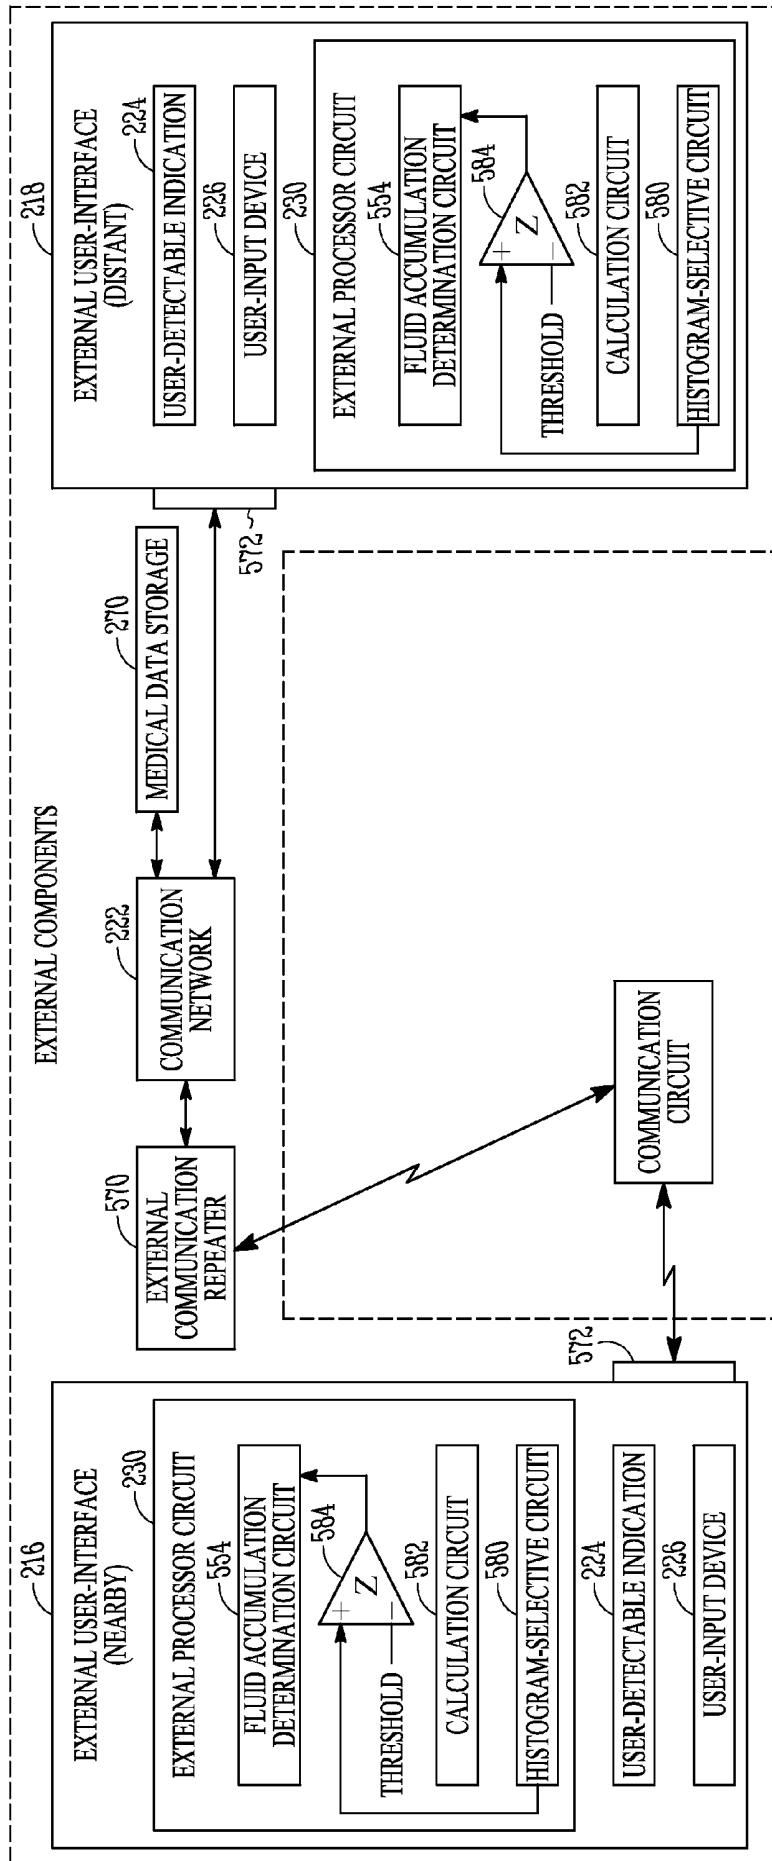 EXTERNAL COMPONENTS
216
EXTERNAL USER-INTERFACE
(NEARBY)
230
EXTERNAL PROCESSOR CIRCUIT
554
FLUID ACCUMULATION
DETERMINATION CIRCUIT
584
+
Z
−
THRESHOLD
582
CALCULATION CIRCUIT
580
HISTOGRAM-SELECTIVE CIRCUIT
224
USER-DETECTABLE INDICATION
226
USER-INPUT DEVICE
572
570
EXTERNAL
COMMUNICATION
REPEATER
222
COMMUNICATION
NETWORK
270
MEDICAL DATA STORAGE
COMMUNICATION
CIRCUIT
218
EXTERNAL USER-INTERFACE
(DISTANT)
224
USER-DETECTABLE INDICATION
226
USER-INPUT DEVICE
572
230
EXTERNAL PROCESSOR CIRCUIT
554
FLUID ACCUMULATION
DETERMINATION CIRCUIT
584
+
Z
−
THRESHOLD
582
CALCULATION CIRCUIT
580
HISTOGRAM-SELECTIVE CIRCUIT